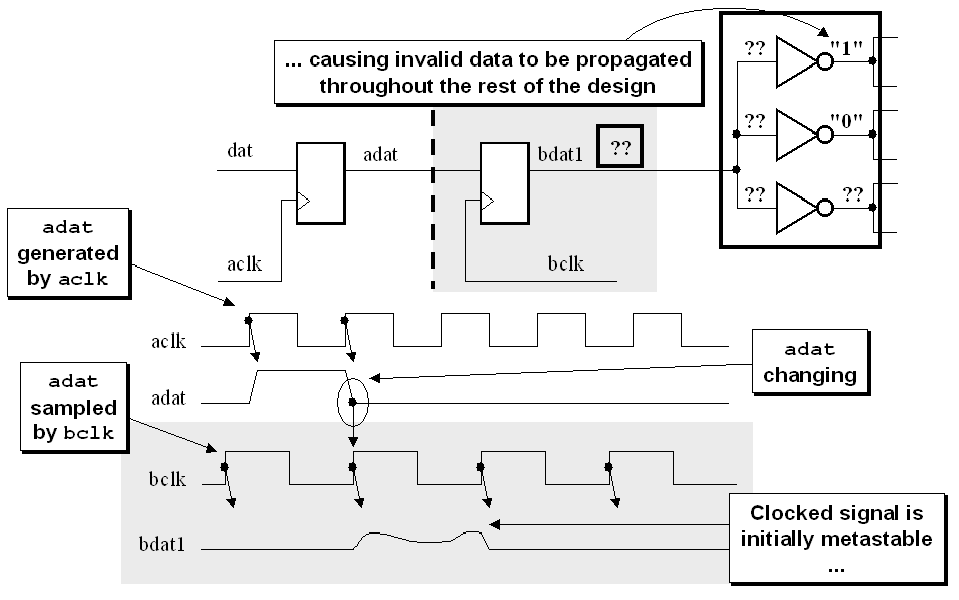 ... causing invalid data to be propagated
throughout the rest of the design
?? "1"
?? "0"
?? ??
dat
adat
bdat1
??
aclk
bclk
adat
generated
by aclk
aclk
adat
changing
adat
adat
sampled
by bclk
bclk
bdat1
Clocked signal is
initially metastable
...